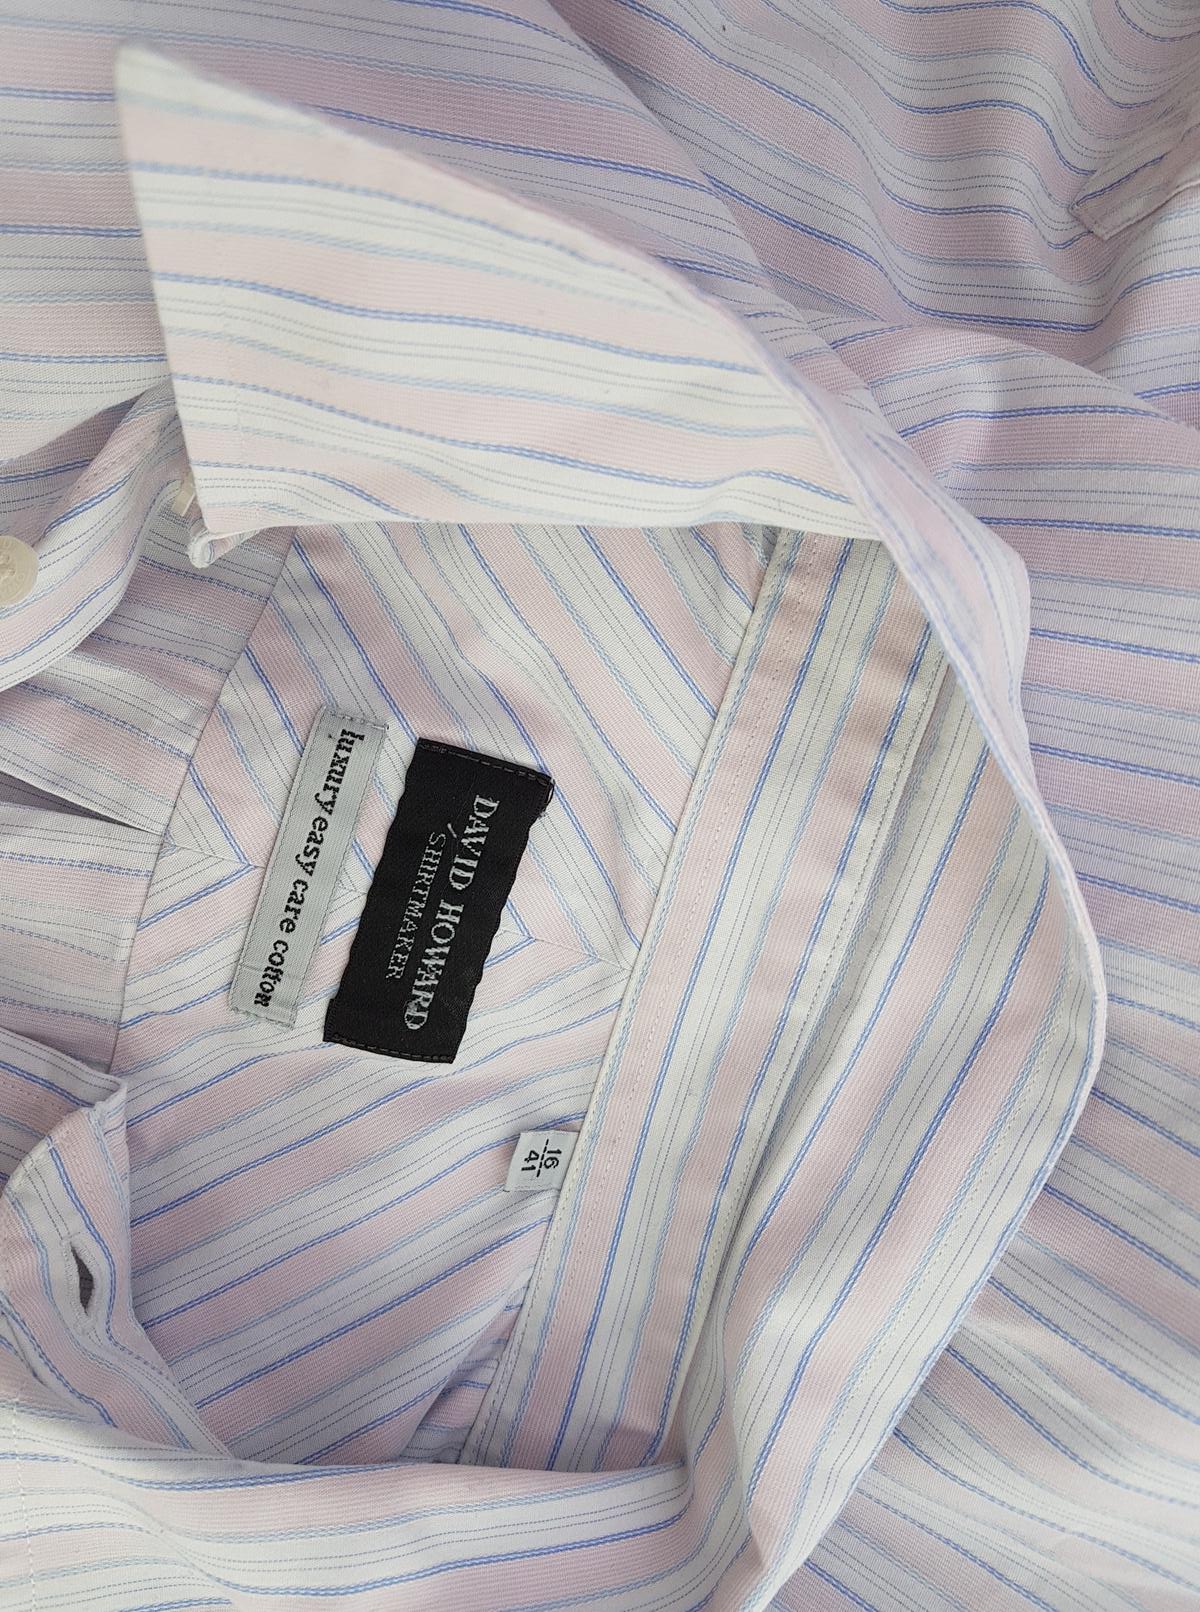 DAVID HOWARD
SHIRTMAKER
luxury easy care cotton
16
41